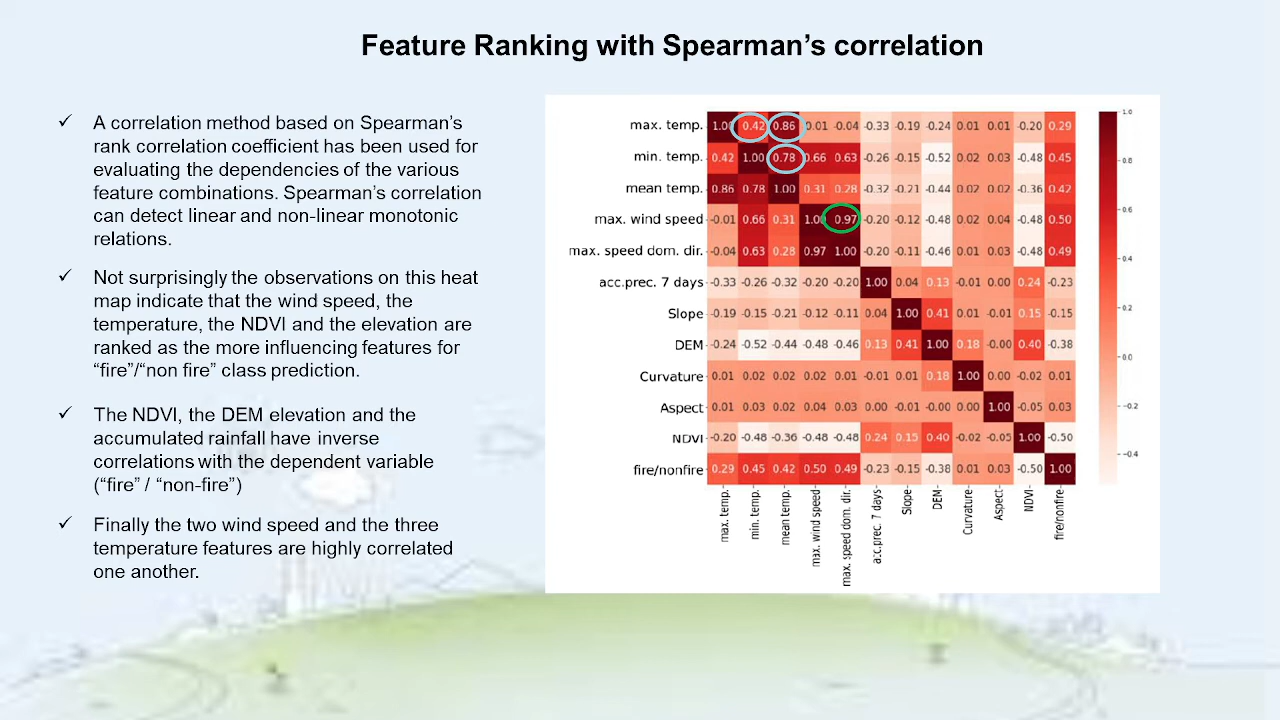 Feature Ranking with Spearman’s correlation
✓ A correlation method based on Spearman’s
rank correlation coefficient has been used for
evaluating the dependencies of the various
feature combinations. Spearman’s correlation
can detect linear and non-linear monotonic
relations.
✓ Not surprisingly the observations on this heat
map indicate that the wind speed, the
temperature, the NDVI and the elevation are
ranked as the more influencing features for
“fire”/“non fire” class prediction.
✓ The NDVI, the DEM elevation and the
accumulated rainfall have inverse
correlations with the dependent variable
(“fire” / “non-fire”)
✓ Finally the two wind speed and the three
temperature features are highly correlated
one another.
max. temp. 1.00 0.42 0.86 -0.01 -0.04 -0.33 -0.19 -0.24 0.01 0.01 -0.20 0.29
min. temp. 0.42 1.00 0.78 0.66 0.63 -0.26 -0.15 -0.52 0.02 0.03 -0.48 0.45
mean temp. 0.86 0.78 1.00 0.31 0.28 -0.32 -0.21 -0.44 0.02 0.02 -0.36 0.42
max. wind speed -0.01 0.66 0.31 1.00 0.97 -0.20 -0.12 -0.48 0.02 0.04 -0.48 0.50
max. speed dom. dir. -0.04 0.63 0.28 0.97 1.00 -0.20 -0.11 -0.46 0.01 0.03 -0.48 0.49
acc.prec. 7 days -0.33 -0.26 -0.32 -0.20 -0.20 1.00 0.04 0.13 -0.01 0.00 0.24 -0.23
Slope -0.19 -0.15 -0.21 -0.12 -0.11 0.04 1.00 0.41 0.01 -0.01 0.15 -0.15
DEM -0.24 -0.52 -0.44 -0.48 -0.46 0.13 0.41 1.00 0.18 -0.00 0.40 -0.38
Curvature 0.01 0.02 0.02 0.02 0.01 -0.01 0.01 0.18 1.00 0.00 -0.02 0.01
Aspect 0.01 0.03 0.02 0.04 0.03 0.00 -0.01 -0.00 0.00 1.00 -0.05 0.03
NDVI -0.20 -0.48 -0.36 -0.48 -0.48 0.24 0.15 0.40 -0.02 -0.05 1.00 -0.50
fire/nonfire 0.29 0.45 0.42 0.50 0.49 -0.23 -0.15 -0.38 0.01 0.03 -0.50 1.00
max. temp.
min. temp.
mean temp.
max. wind speed
max. speed dom. dir.
acc.prec. 7 days
Slope
DEM
Curvature
Aspect
NDVI
fire/nonfire
1.0
0.8
0.6
0.4
0.2
0.0
-0.2
-0.4